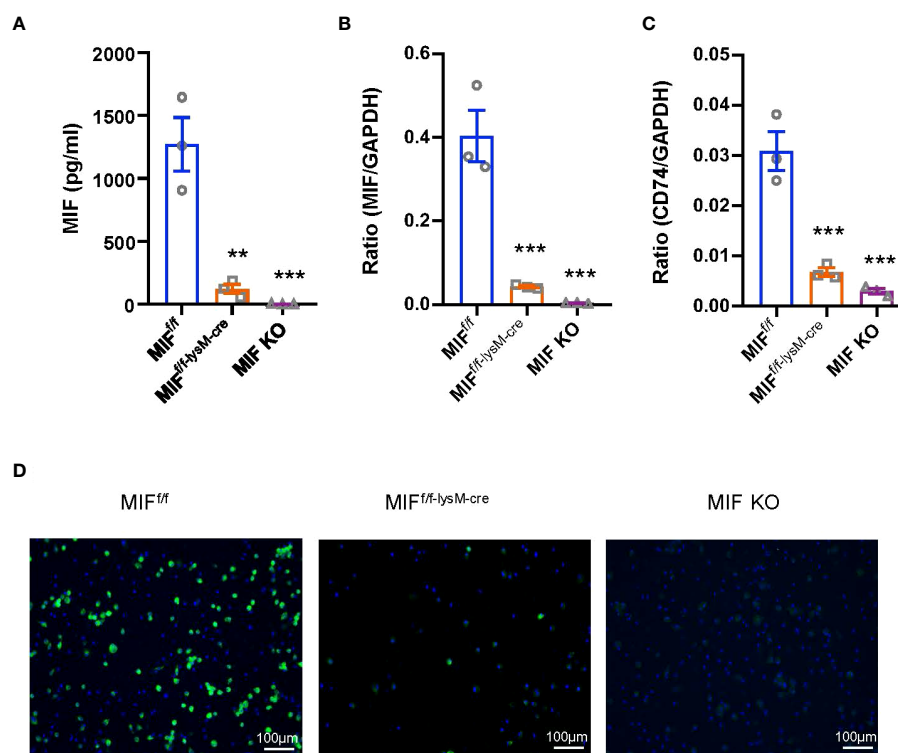 A
MIF (pg/ml)
2000
1500
1000
500
0
**
***
MIF^f/f
MIF^f/f-lysM-cre
MIF KO
B
Ratio (MIF/GAPDH)
0.6
0.4
0.2
0.0
***
***
MIF^f/f
MIF^f/f-lysM-cre
MIF KO
C
Ratio (CD74/GAPDH)
0.05
0.04
0.03
0.02
0.01
0.00
***
***
MIF^f/f
MIF^f/f-lysM-cre
MIF KO
D
MIF^f/f
MIF^f/f-lysM-cre
MIF KO
100µm
100µm
100µm